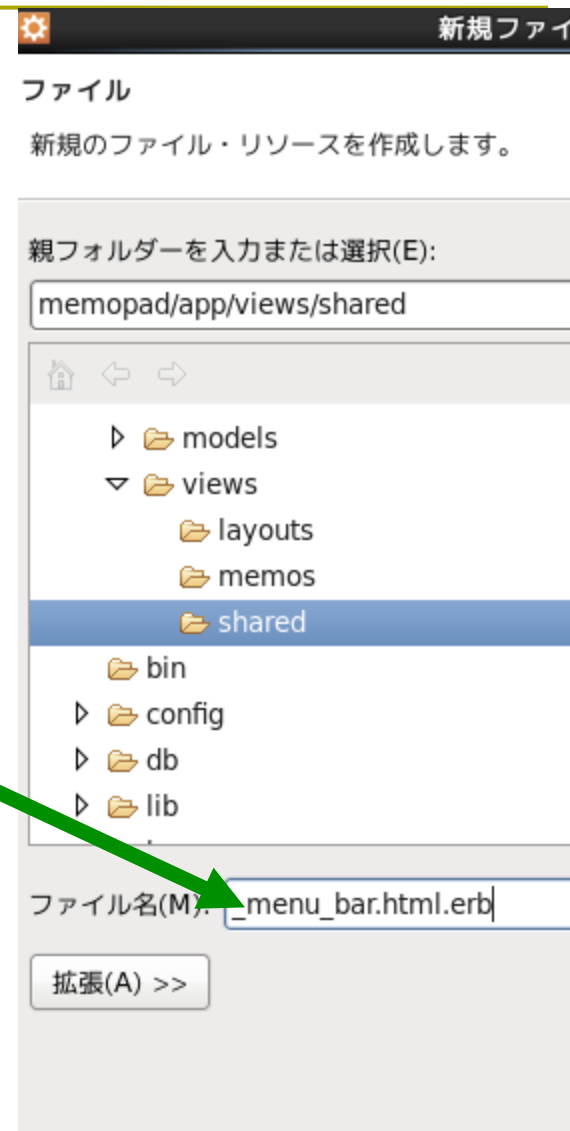 新規ファイ
ファイル
新規のファイル・リソースを作成します。
親フォルダーを入力または選択(E):
memopad/app/views/shared
models
views
layouts
memos
shared
bin
config
db
lib
ファイル名(M): _menu_bar.html.erb
拡張(A) >>